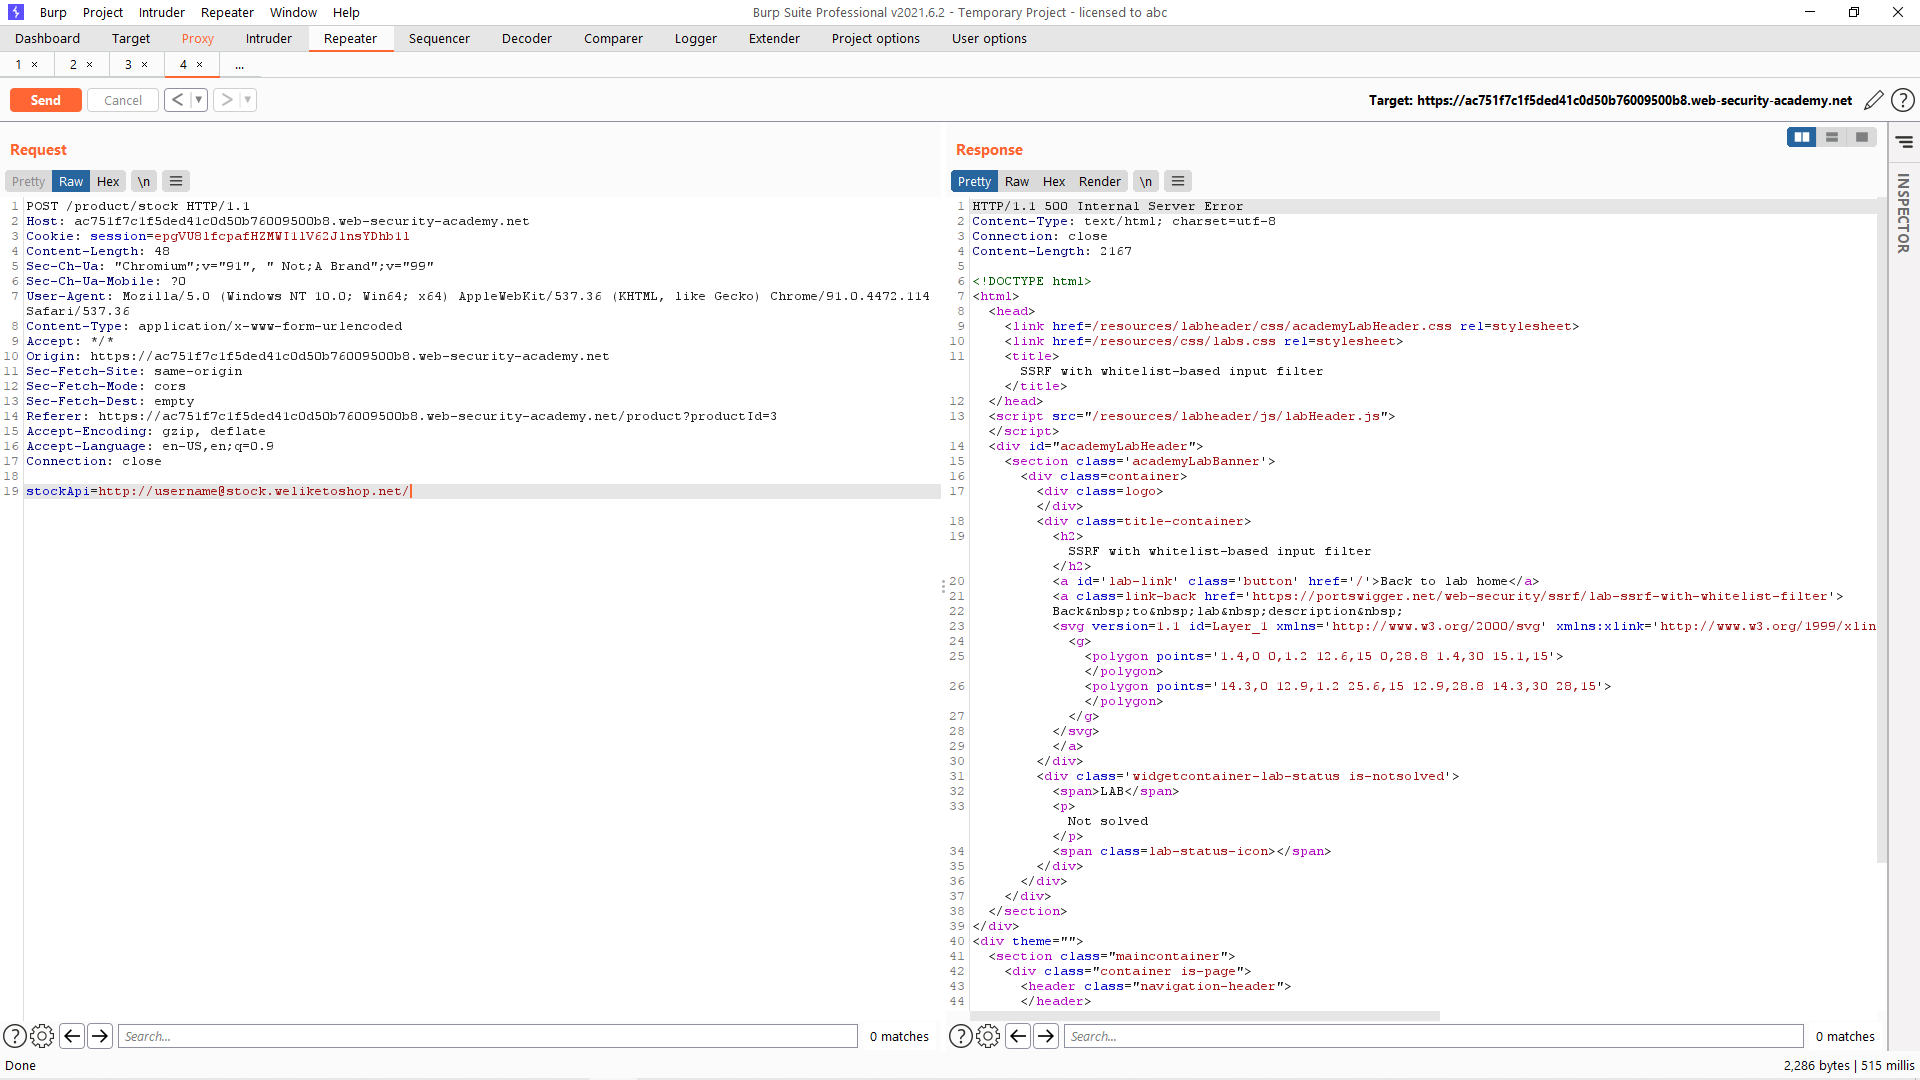 Burp Project Intruder Repeater Window Help
Burp Suite Professional v2021.6.2 - Temporary Project - licensed to abc
Dashboard Target Proxy Intruder Repeater Sequencer Decoder Comparer Logger Extender Project options User options
1 × 2 × 3 × 4 × ...
Send Cancel < > Target: https://ac751f7c1f5ded41c0d50b76009500b8.web-security-academy.net
Request
Pretty Raw Hex \n
1 POST /product/stock HTTP/1.1
2 Host: ac751f7c1f5ded41c0d50b76009500b8.web-security-academy.net
3 Cookie: session=
4 Content-Length: 48
5 Sec-Ch-Ua: "Chromium";v="91", " Not;A Brand";v="99"
6 Sec-Ch-Ua-Mobile: ?0
7 User-Agent: Mozilla/5.0 (Windows NT 10.0; Win64; x64) AppleWebKit/537.36 (KHTML, like Gecko) Chrome/91.0.4472.114
Safari/537.36
8 Content-Type: application/x-www-form-urlencoded
9 Accept: */*
10 Origin: https://ac751f7c1f5ded41c0d50b76009500b8.web-security-academy.net
11 Sec-Fetch-Site: same-origin
12 Sec-Fetch-Mode: cors
13 Sec-Fetch-Dest: empty
14 Referer: https://ac751f7c1f5ded41c0d50b76009500b8.web-security-academy.net/product?productId=3
15 Accept-Encoding: gzip, deflate
16 Accept-Language: en-US,en;q=0.9
17 Connection: close
18
19 stockApi=http://username@stock.weliketoshop.net/
Search... 0 matches
Response
Pretty Raw Hex Render \n
1 HTTP/1.1 500 Internal Server Error
2 Content-Type: text/html; charset=utf-8
3 Connection: close
4 Content-Length: 2167
5
6 <!DOCTYPE html>
7 <html>
8 <head>
9 <link href=/resources/labheader/css/academyLabHeader.css rel=stylesheet>
10 <link href=/resources/css/labs.css rel=stylesheet>
11 <title>
SSRF with whitelist-based input filter
</title>
12 </head>
13 <script src="/resources/labheader/js/labHeader.js">
</script>
14 <div id="academyLabHeader">
15 <section class='academyLabBanner'>
16 <div class=container>
17 <div class=logo>
</div>
18 <div class=title-container>
19 <h2>
SSRF with whitelist-based input filter
</h2>
20 <a id='lab-link' class='button' href='/'>Back to lab home</a>
21 <a class=link-back href='https://portswigger.net/web-security/ssrf/lab-ssrf-with-whitelist-filter'>
22 Back&nbsp;to&nbsp;lab&nbsp;description&nbsp;
23 <svg version=1.1 id=Layer_1 xmlns='http://www.w3.org/2000/svg' xmlns:xlink='http://www.w3.org/1999/xlin
24 <g>
25 <polygon points='1.4,0 0,1.2 12.6,15 0,28.8 1.4,30 15.1,15'>
</polygon>
26 <polygon points='14.3,0 12.9,1.2 25.6,15 12.9,28.8 14.3,30 28,15'>
</polygon>
27 </g>
28 </svg>
29 </a>
30 </div>
31 <div class='widgetcontainer-lab-status is-notsolved'>
32 <span>LAB</span>
33 <p>
Not solved
</p>
34 <span class=lab-status-icon></span>
35 </div>
36 </div>
37 </div>
38 </section>
39 </div>
40 <div theme="">
41 <section class="maincontainer">
42 <div class="container is-page">
43 <header class="navigation-header">
44 </header>
Search... 0 matches
INSPECTOR
Done
2,286 bytes | 515 millis